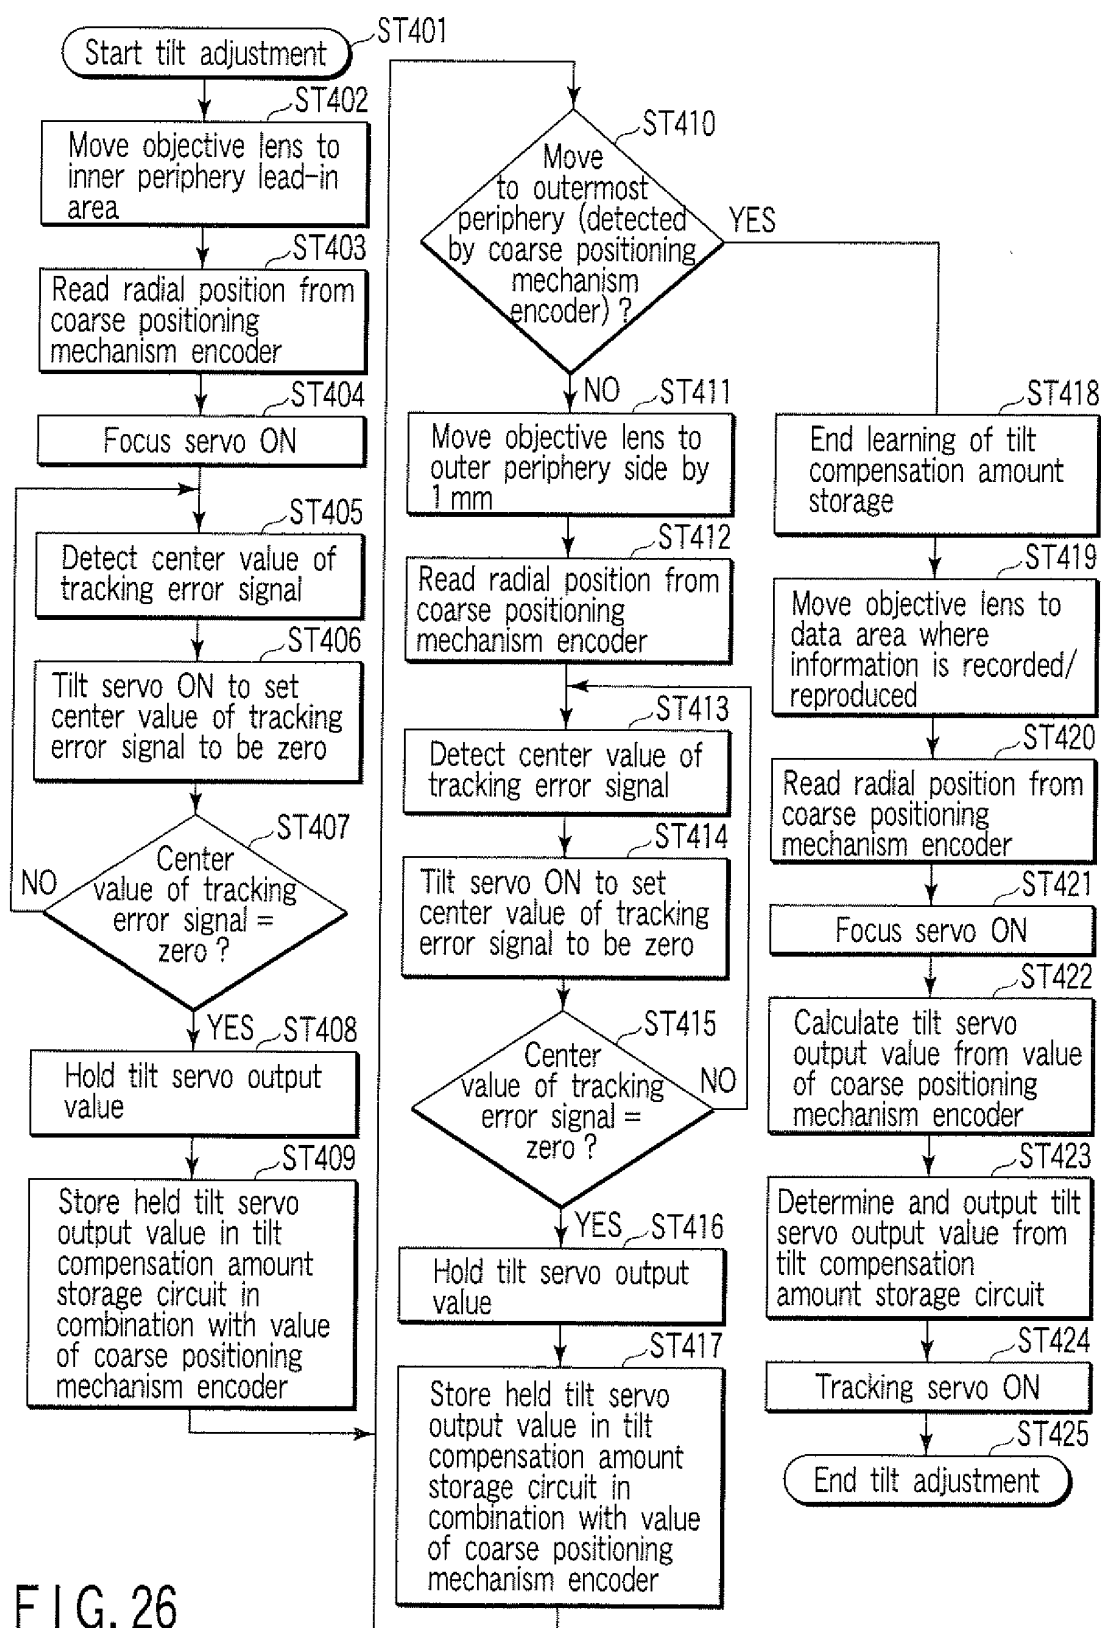 Start tilt adjustment
ST401
ST402
Move objective lens to
inner periphery lead-in
area
ST403
Read radial position from
coarse positioning
mechanism encoder
ST404
Focus servo ON
ST405
Detect center value of
tracking error signal
ST406
Tilt servo ON to set
center value of tracking
error signal to be zero
ST407
Center
value of tracking
error signal =
zero ?
NO
YES
ST408
Hold tilt servo output
value
ST409
Store held tilt servo
output value in tilt
compensation amount
storage circuit in
combination with value
of coarse positioning
mechanism encoder
ST410
Move
to outermost
periphery (detected
by coarse positioning
mechanism
encoder) ?
YES
NO
ST411
Move objective lens to
outer periphery side by
1 mm
ST412
Read radial position from
coarse positioning
mechanism encoder
ST413
Detect center value of
tracking error signal
ST414
Tilt servo ON to set
center value of tracking
error signal to be zero
ST415
Center
value of tracking
error signal =
zero ?
NO
YES
ST416
Hold tilt servo output
value
ST417
Store held tilt servo
output value in tilt
compensation amount
storage circuit in
combination with value
of coarse positioning
mechanism encoder
ST418
End learning of tilt
compensation amount
storage
ST419
Move objective lens to
data area where
information is recorded/
reproduced
ST420
Read radial position from
coarse positioning
mechanism encoder
ST421
Focus servo ON
ST422
Calculate tilt servo
output value from value
of coarse positioning
mechanism encoder
ST423
Determine and output tilt
servo output value from
tilt compensation
amount storage circuit
ST424
Tracking servo ON
ST425
End tilt adjustment
FIG. 26